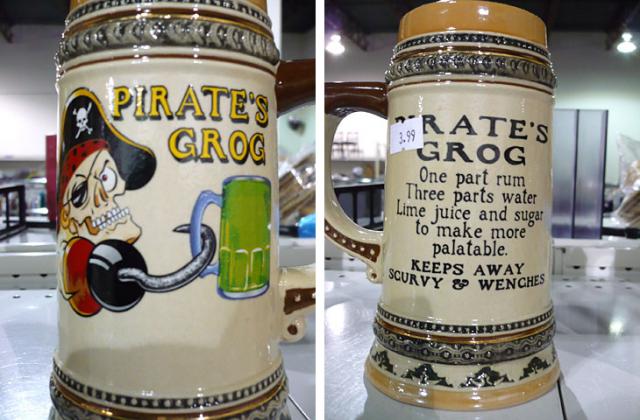 PIRATE'S
GROG
3.99
RATE'S
GROG
One part rum
Three parts water
Lime juice and sugar
to make more
palatable.
KEEPS AWAY
SCURVY & WENCHES